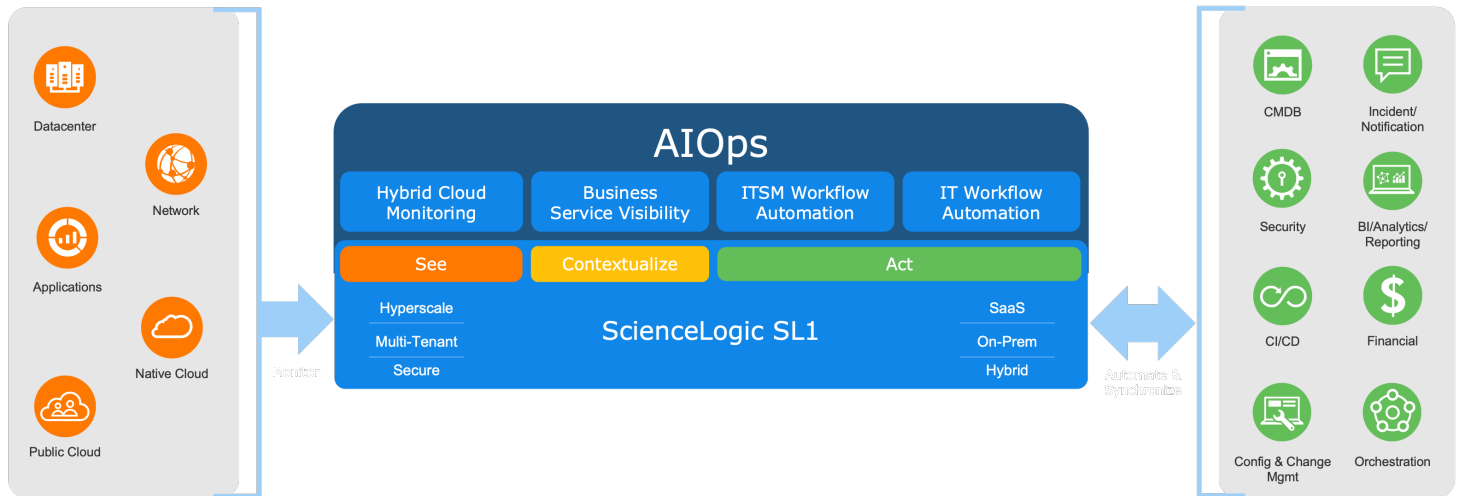 Datacenter
Network
Applications
Native Cloud
Public Cloud
Monitor
AIOps
Hybrid Cloud
Monitoring
Business
Service Visibility
ITSM Workflow
Automation
IT Workflow
Automation
See
Contextualize
Act
Hyperscale
Multi-Tenant
Secure
ScienceLogic SL1
SaaS
On-Prem
Hybrid
Automate &
Synchronize
CMDB
Incident/
Notification
Security
BI/Analytics/
Reporting
CI/CD
Financial
Config & Change
Mgmt
Orchestration